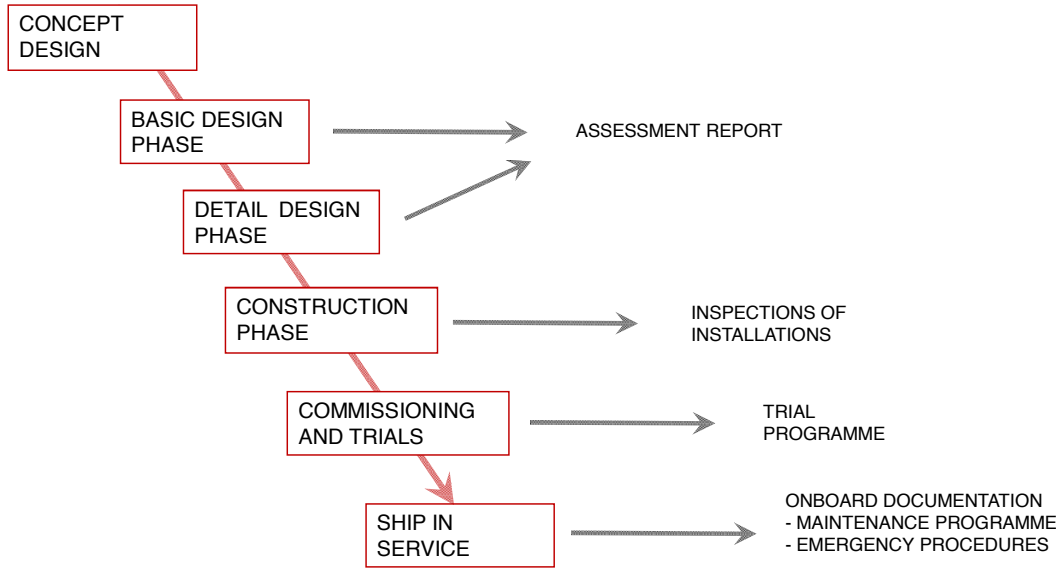 CONCEPT
DESIGN
BASIC DESIGN
PHASE
ASSESSMENT REPORT
DETAIL DESIGN
PHASE
CONSTRUCTION
PHASE
INSPECTIONS OF
INSTALLATIONS
COMMISSIONING
AND TRIALS
TRIAL
PROGRAMME
SHIP IN
SERVICE
ONBOARD DOCUMENTATION
- MAINTENANCE PROGRAMME
- EMERGENCY PROCEDURES